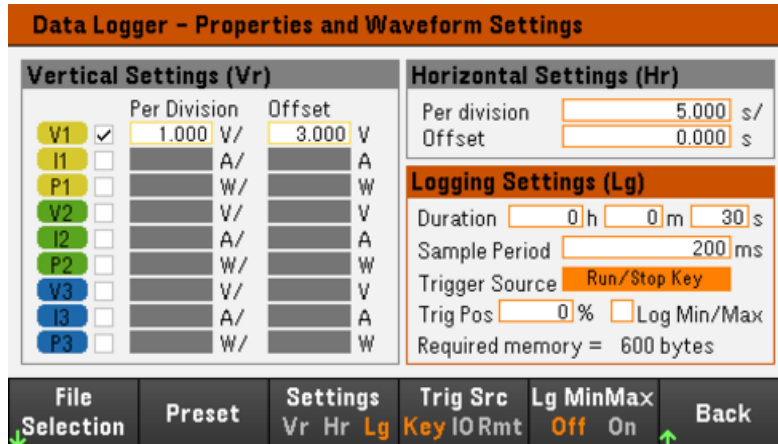 Data Logger - Properties and Waveform Settings
Vertical Settings (Vr)
Per Division Offset
V1 1.000 V/ 3.000 V
I1 A/ A
P1 W/ W
V2 V/ V
I2 A/ A
P2 W/ W
V3 V/ V
I3 A/ A
P3 W/ W
Horizontal Settings (Hr)
Per division 5.000 s/
Offset 0.000 s
Logging Settings (Lg)
Duration 0 h 0 m 30 s
Sample Period 200 ms
Trigger Source Run/Stop Key
Trig Pos 0 % Log Min/Max
Required memory = 600 bytes
File
Selection
Preset
Settings
Vr Hr Lg
Trig Src
Key IO Rmt
Lg MinMax
Off On
Back